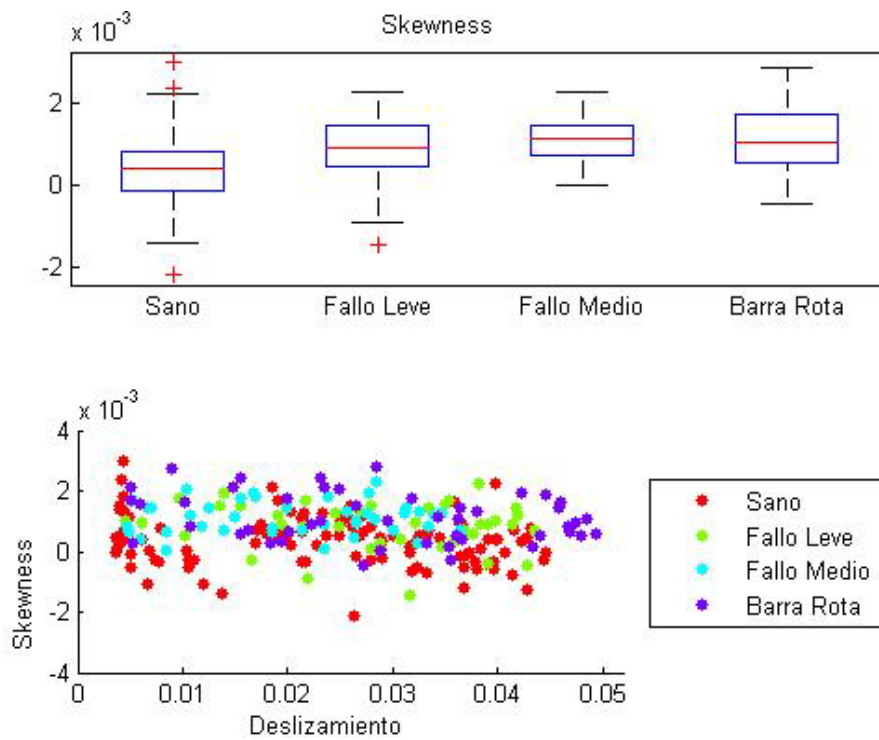 x 10-3
Skewness
2
0
-2
Sano Fallo Leve Fallo Medio Barra Rota
x 10-3
4
2
0
-2
-4
Skewness
0 0.01 0.02 0.03 0.04 0.05
Deslizamiento
Sano
Fallo Leve
Fallo Medio
Barra Rota